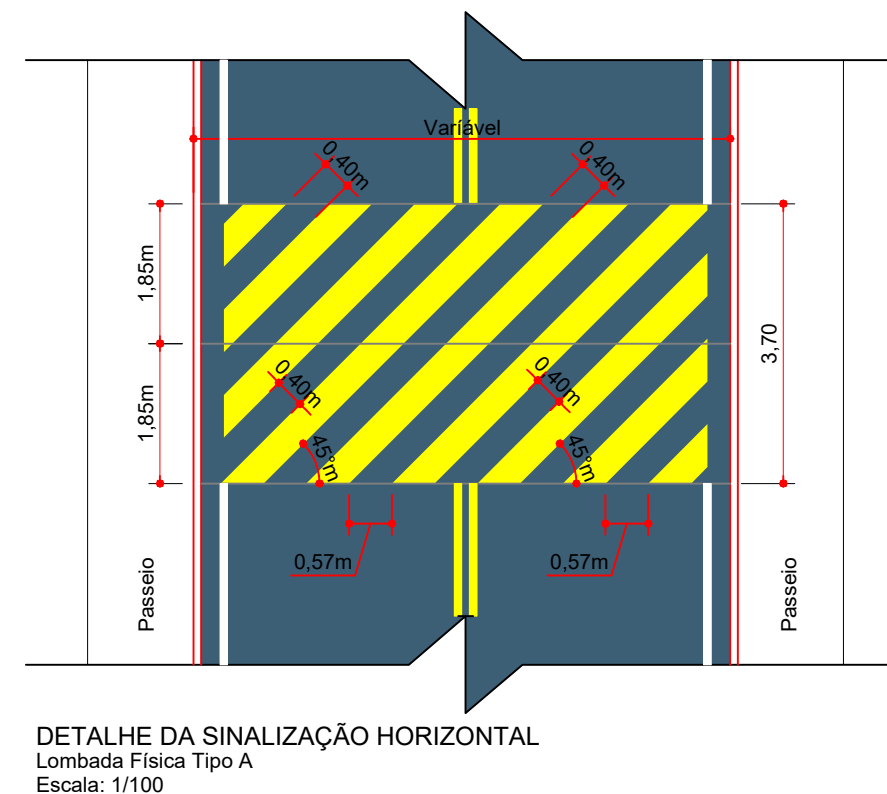 Varíável
0,40m
0,40m
1,85m
1,85m
3,70
0,40m
0,40m
45°m
45°m
0,57m
0,57m
Passeio
Passeio
DETALHE DA SINALIZAÇÃO HORIZONTAL
Lombada Física Tipo A
Escala: 1/100